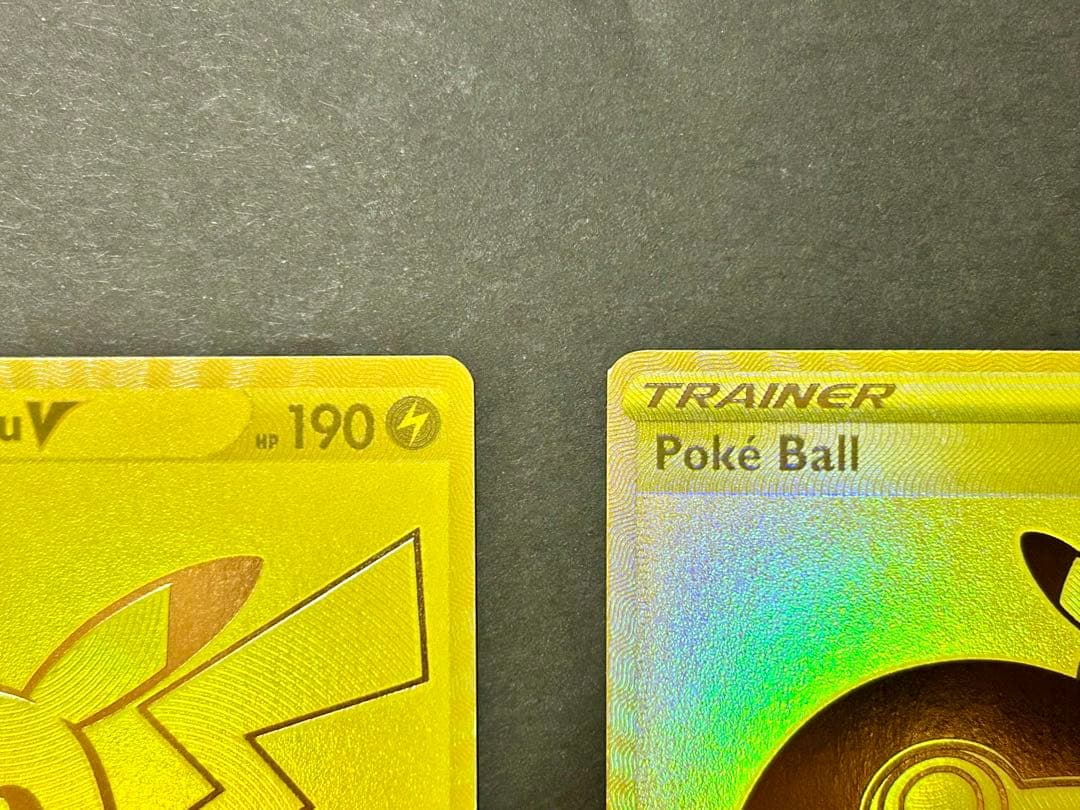 uV HP 190
TRAINER
Poké Ball